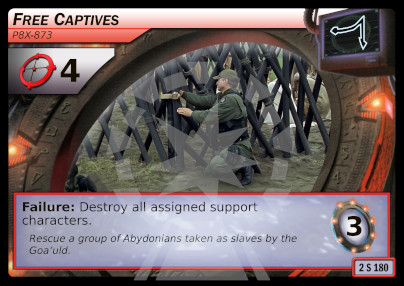 FREE CAPTIVES
P8X-873
4
Failure: Destroy all assigned support
characters.
Rescue a group of Abydonians taken as slaves by the
Goa'uld.
3
2 S 180